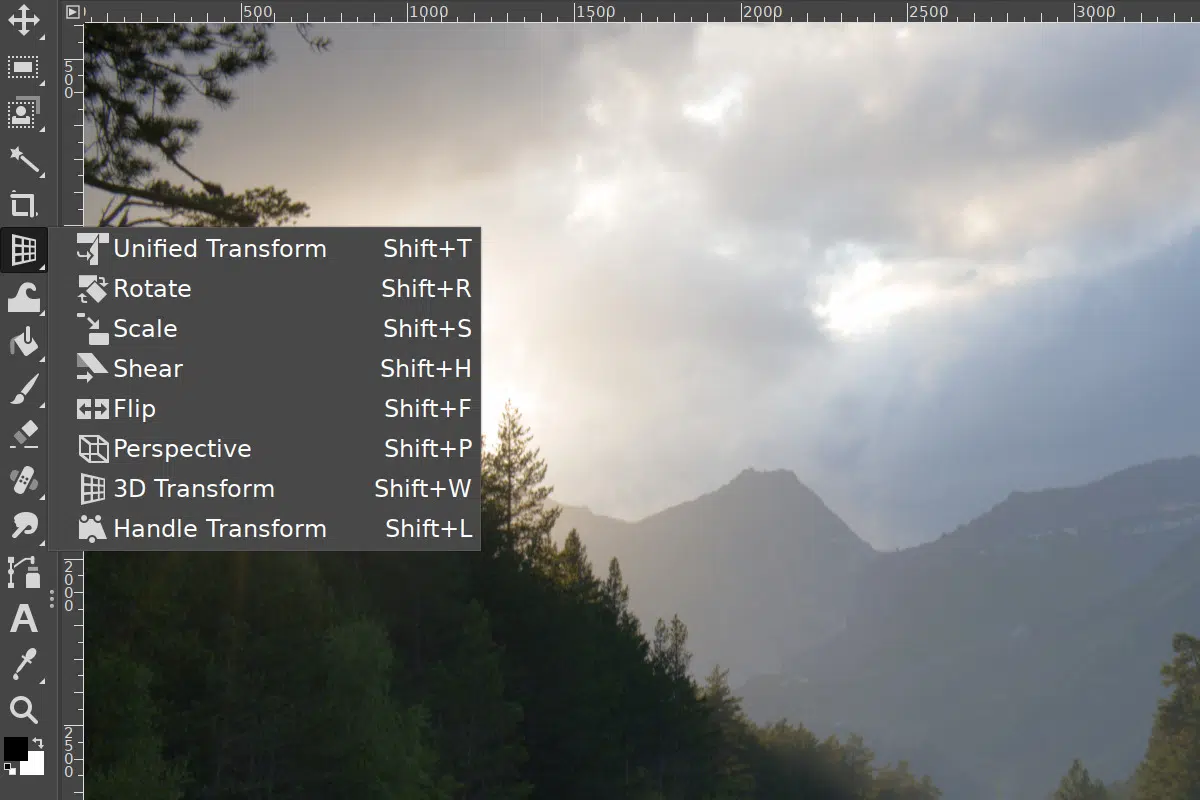 500 1000 1500 2000 2500 3000
500
Unified Transform Shift+T
Rotate Shift+R
Scale Shift+S
Shear Shift+H
Flip Shift+F
Perspective Shift+P
3D Transform Shift+W
Handle Transform Shift+L
2000
A
2500